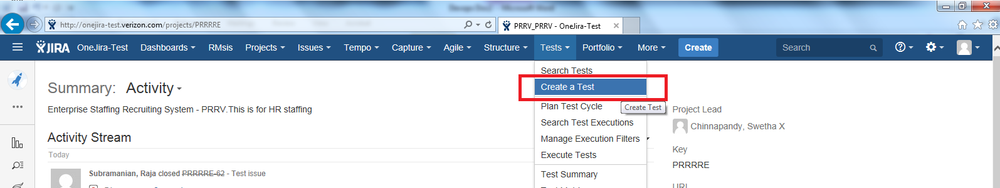 http://onejira-test.verizon.com/projects/PRRRRE
PRRV_PRRV - OneJira-Test
JIRA OneJira-Test Dashboards RMsis Projects Issues Tempo Capture Agile Structure Tests Portfolio More Create Search
Search Tests
Create a Test
Plan Test Cycle
Create Test
Search Test Executions
Manage Execution Filters
Execute Tests
Test Summary
Summary: Activity
Enterprise Staffing Recruiting System - PRRV.This is for HR staffing
Activity Stream
Today
Subramanian, Raja closed PRRRRE-62 - Test issue
Project Lead
Chinnapandy, Swetha X
Key
PRRRRE